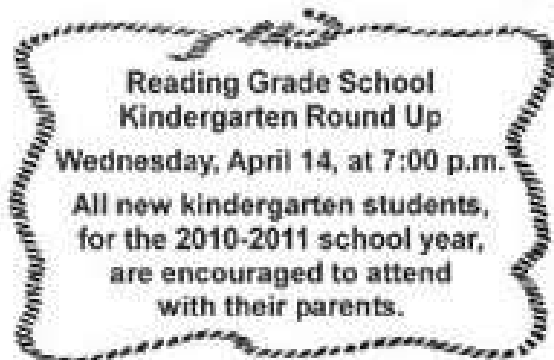 Reading Grade School
Kindergarten Round Up
Wednesday, April 14, at 7:00 p.m.
All new kindergarten students,
for the 2010-2011 school year,
are encouraged to attend
with their parents.